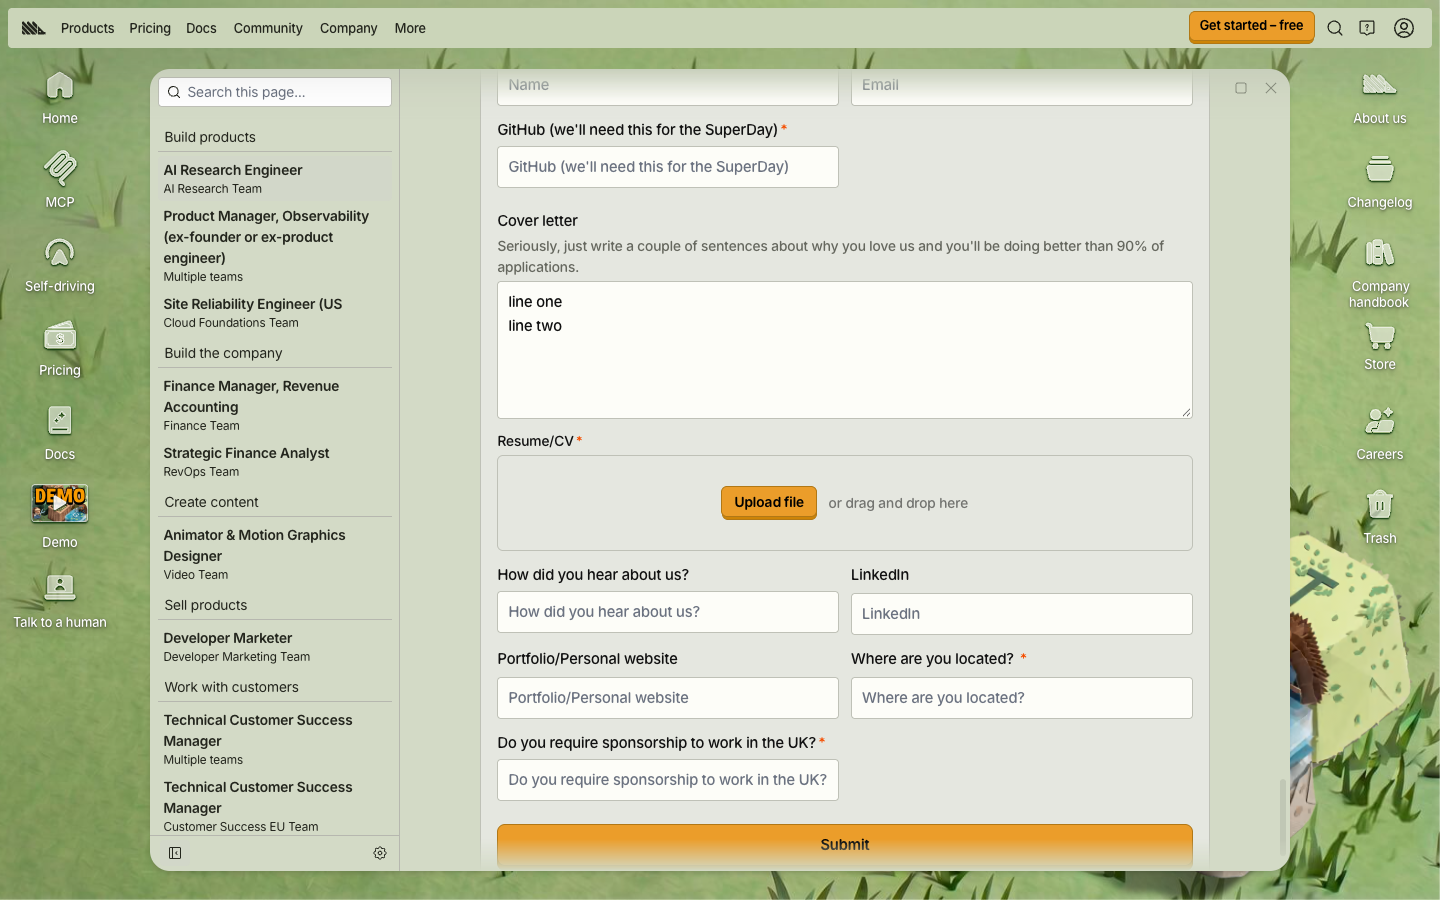 Products Pricing Docs Community Company More
Get started – free
Home
MCP
Self-driving
Pricing
Docs
DEMO
Demo
Talk to a human
Search this page...
Build products
AI Research Engineer
AI Research Team
Product Manager, Observability
(ex-founder or ex-product
engineer)
Multiple teams
Site Reliability Engineer (US
Cloud Foundations Team
Build the company
Finance Manager, Revenue
Accounting
Finance Team
Strategic Finance Analyst
RevOps Team
Create content
Animator & Motion Graphics
Designer
Video Team
Sell products
Developer Marketer
Developer Marketing Team
Work with customers
Technical Customer Success
Manager
Multiple teams
Technical Customer Success
Manager
Customer Success EU Team
Name
Email
GitHub (we'll need this for the SuperDay) *
GitHub (we'll need this for the SuperDay)
Cover letter
Seriously, just write a couple of sentences about why you love us and you'll be doing better than 90% of
applications.
line one
line two
Resume/CV *
Upload file or drag and drop here
How did you hear about us?
How did you hear about us?
LinkedIn
LinkedIn
Portfolio/Personal website
Portfolio/Personal website
Where are you located? *
Where are you located?
Do you require sponsorship to work in the UK? *
Do you require sponsorship to work in the UK?
Submit
About us
Changelog
Company
handbook
Store
Careers
Trash